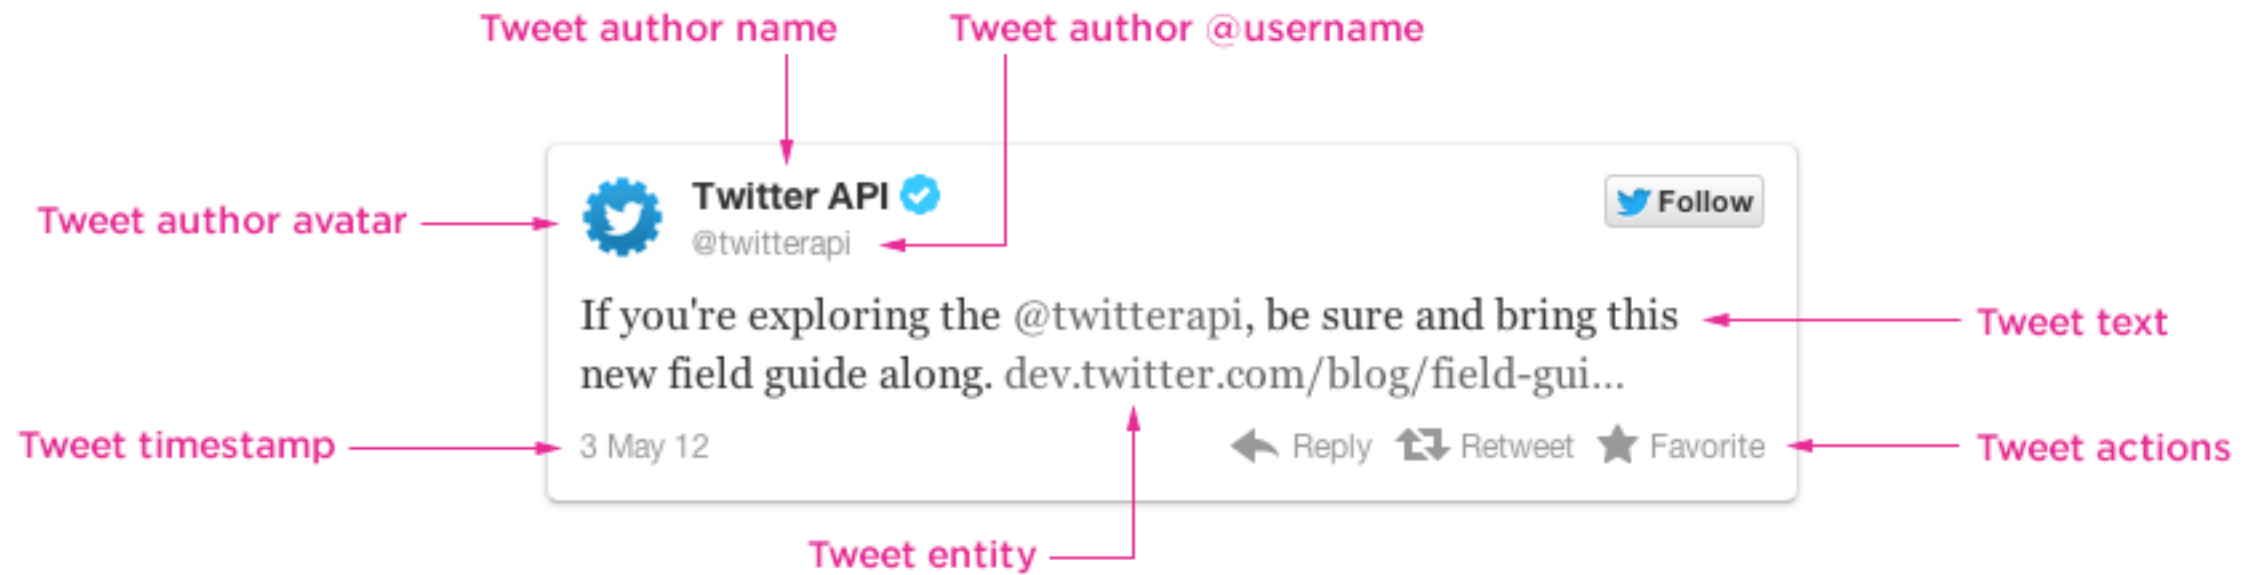 Tweet author name
Tweet author @username
Tweet author avatar
Twitter API
Follow
@twitterapi
If you're exploring the @twitterapi, be sure and bring this
new field guide along. dev.twitter.com/blog/field-gui...
Tweet text
Tweet timestamp
3 May 12
Reply Retweet Favorite
Tweet actions
Tweet entity